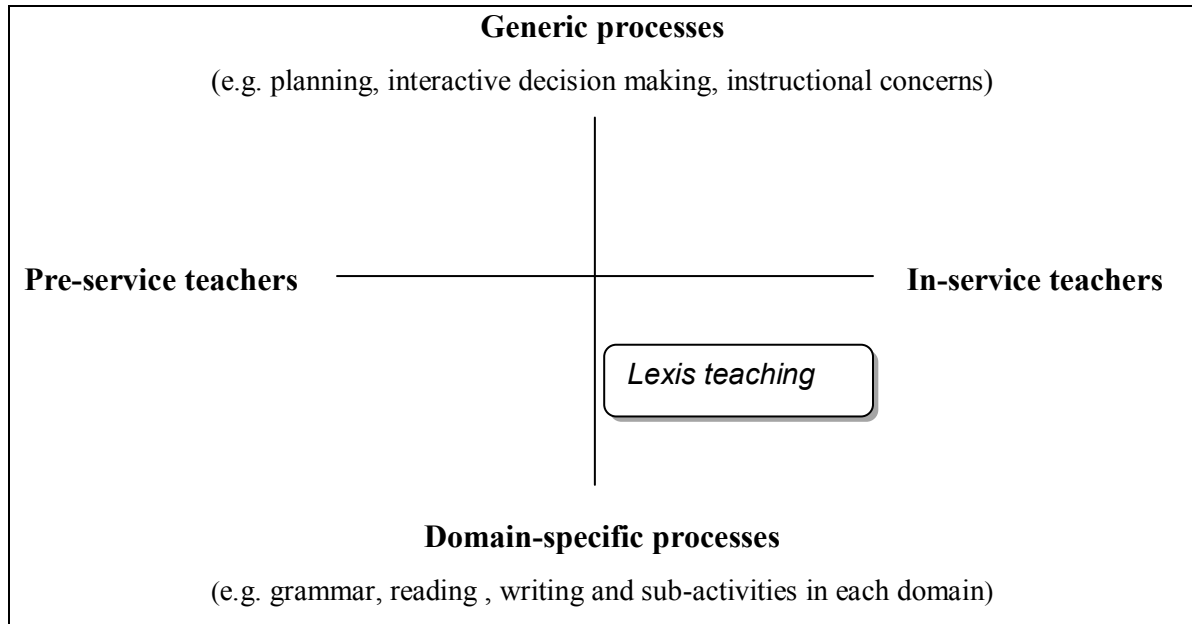 Generic processes
(e.g. planning, interactive decision making, instructional concerns)
Pre-service teachers
In-service teachers
Lexis teaching
Domain-specific processes
(e.g. grammar, reading , writing and sub-activities in each domain)